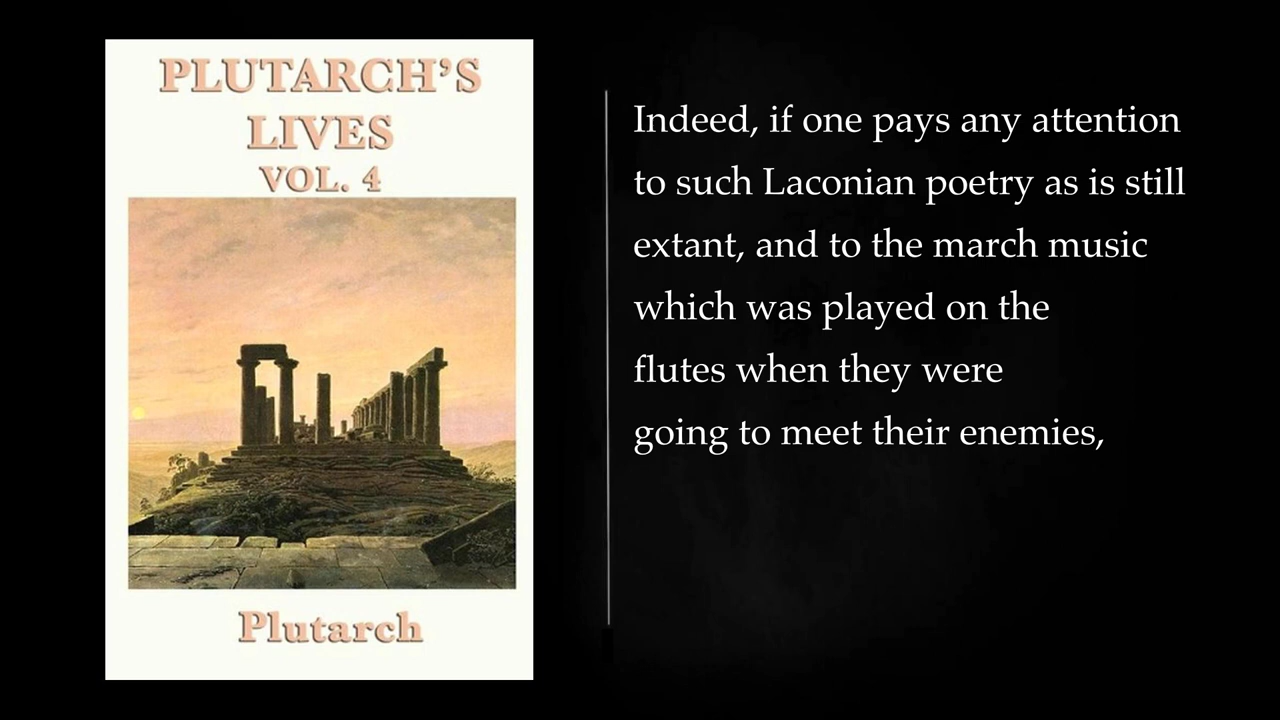 PLUTARCH'S
LIVES
VOL. 4
Plutarch
Indeed, if one pays any attention
to such Laconian poetry as is still
extant, and to the march music
which was played on the
flutes when they were
going to meet their enemies,